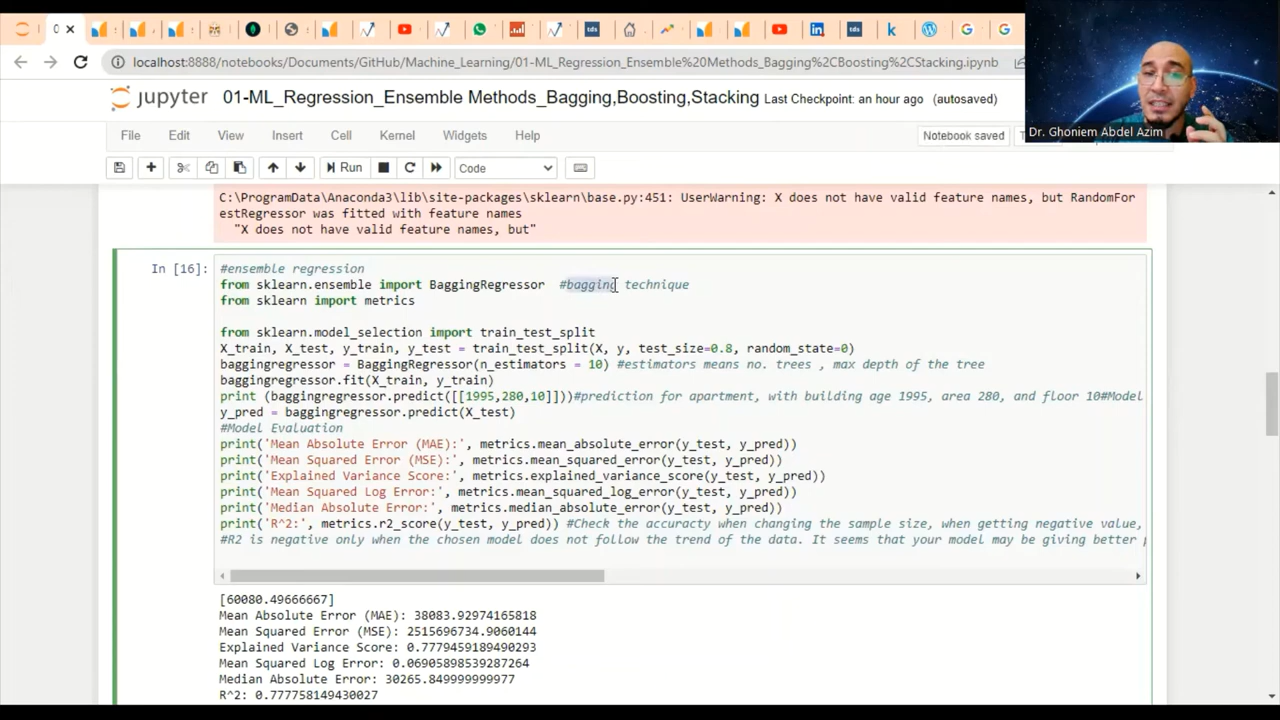 0
tds
in
tds
k
G
G
localhost:8888/notebooks/Documents/GitHub/Machine_Learning/01-ML_Regression_Ensemble%20Methods_Bagging%2CBoosting%2CStacking.ipynb
jupyter 01-ML_Regression_Ensemble Methods_Bagging,Boosting,Stacking Last Checkpoint: an hour ago (autosaved)
Dr. Ghoniem Abdel Azim
File Edit View Insert Cell Kernel Widgets Help Notebook saved
Run Code
C:\ProgramData\Anaconda3\lib\site-packages\sklearn\base.py:451: UserWarning: X does not have valid feature names, but RandomFor
estRegressor was fitted with feature names
"X does not have valid feature names, but"
In [16]: #ensemble regression
from sklearn.ensemble import BaggingRegressor #bagging technique
from sklearn import metrics
from sklearn.model_selection import train_test_split
X_train, X_test, y_train, y_test = train_test_split(X, y, test_size=0.8, random_state=0)
baggingregressor = BaggingRegressor(n_estimators = 10) #estimators means no. trees , max depth of the tree
baggingregressor.fit(X_train, y_train)
print (baggingregressor.predict([[1995,280,10]]))#prediction for apartment, with building age 1995, area 280, and floor 10#Model
y_pred = baggingregressor.predict(X_test)
#Model Evaluation
print('Mean Absolute Error (MAE):', metrics.mean_absolute_error(y_test, y_pred))
print('Mean Squared Error (MSE):', metrics.mean_squared_error(y_test, y_pred))
print('Explained Variance Score:', metrics.explained_variance_score(y_test, y_pred))
print('Mean Squared Log Error:', metrics.mean_squared_log_error(y_test, y_pred))
print('Median Absolute Error:', metrics.median_absolute_error(y_test, y_pred))
print('R^2:', metrics.r2_score(y_test, y_pred)) #Check the accuracty when changing the sample size, when getting negative value,
#R2 is negative only when the chosen model does not follow the trend of the data. It seems that your model may be giving better
[60080.49666667]
Mean Absolute Error (MAE): 38083.92974165818
Mean Squared Error (MSE): 2515696734.9060144
Explained Variance Score: 0.7779459189490293
Mean Squared Log Error: 0.06905898539287264
Median Absolute Error: 30265.849999999977
R^2: 0.777758149430027